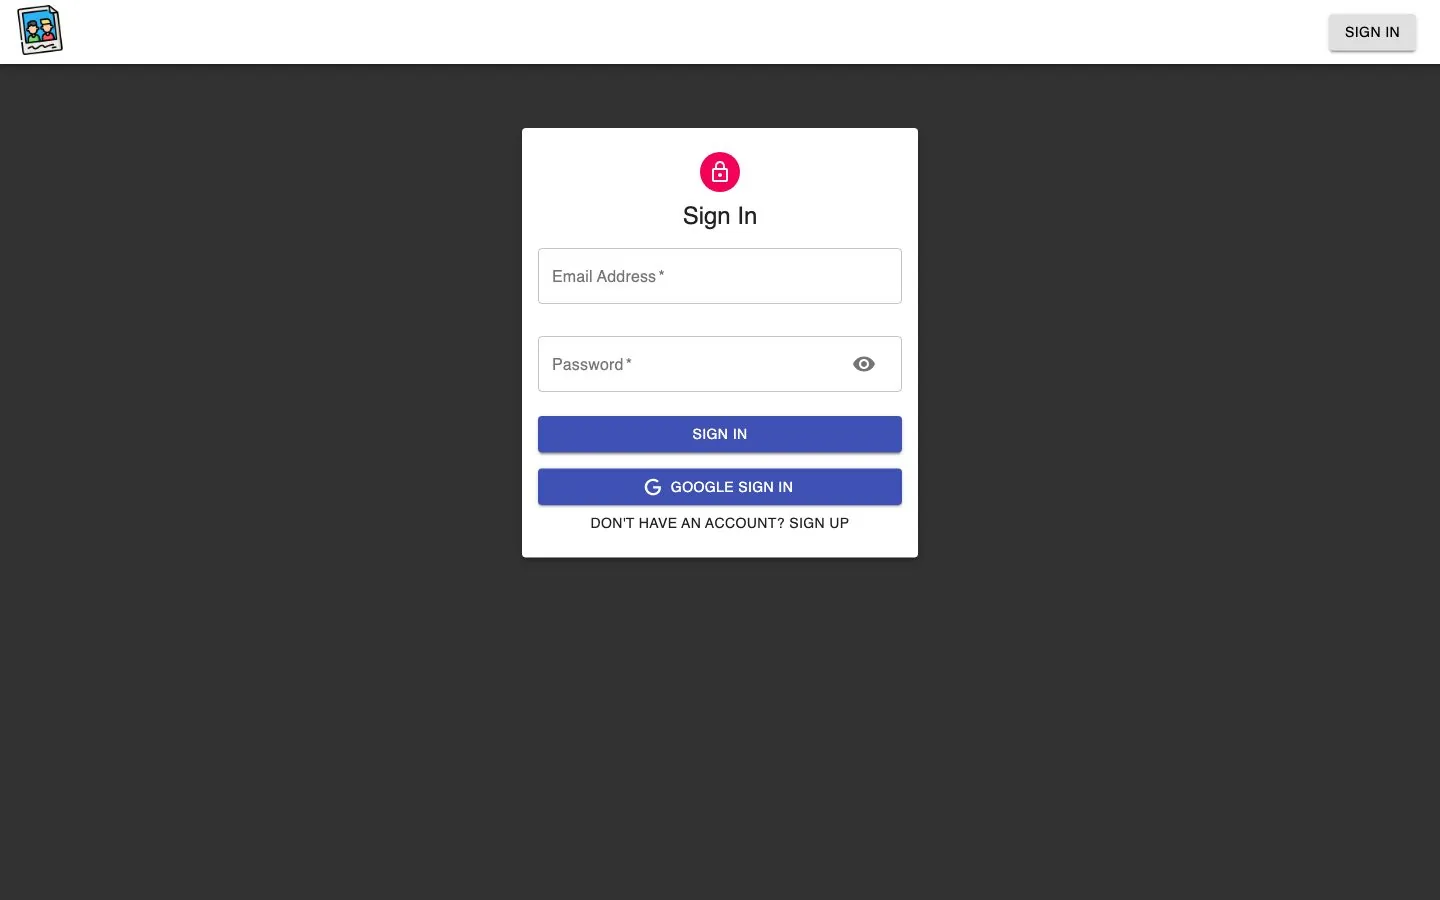 SIGN IN
Sign In
Email Address *
Password *
SIGN IN
GOOGLE SIGN IN
DON'T HAVE AN ACCOUNT? SIGN UP